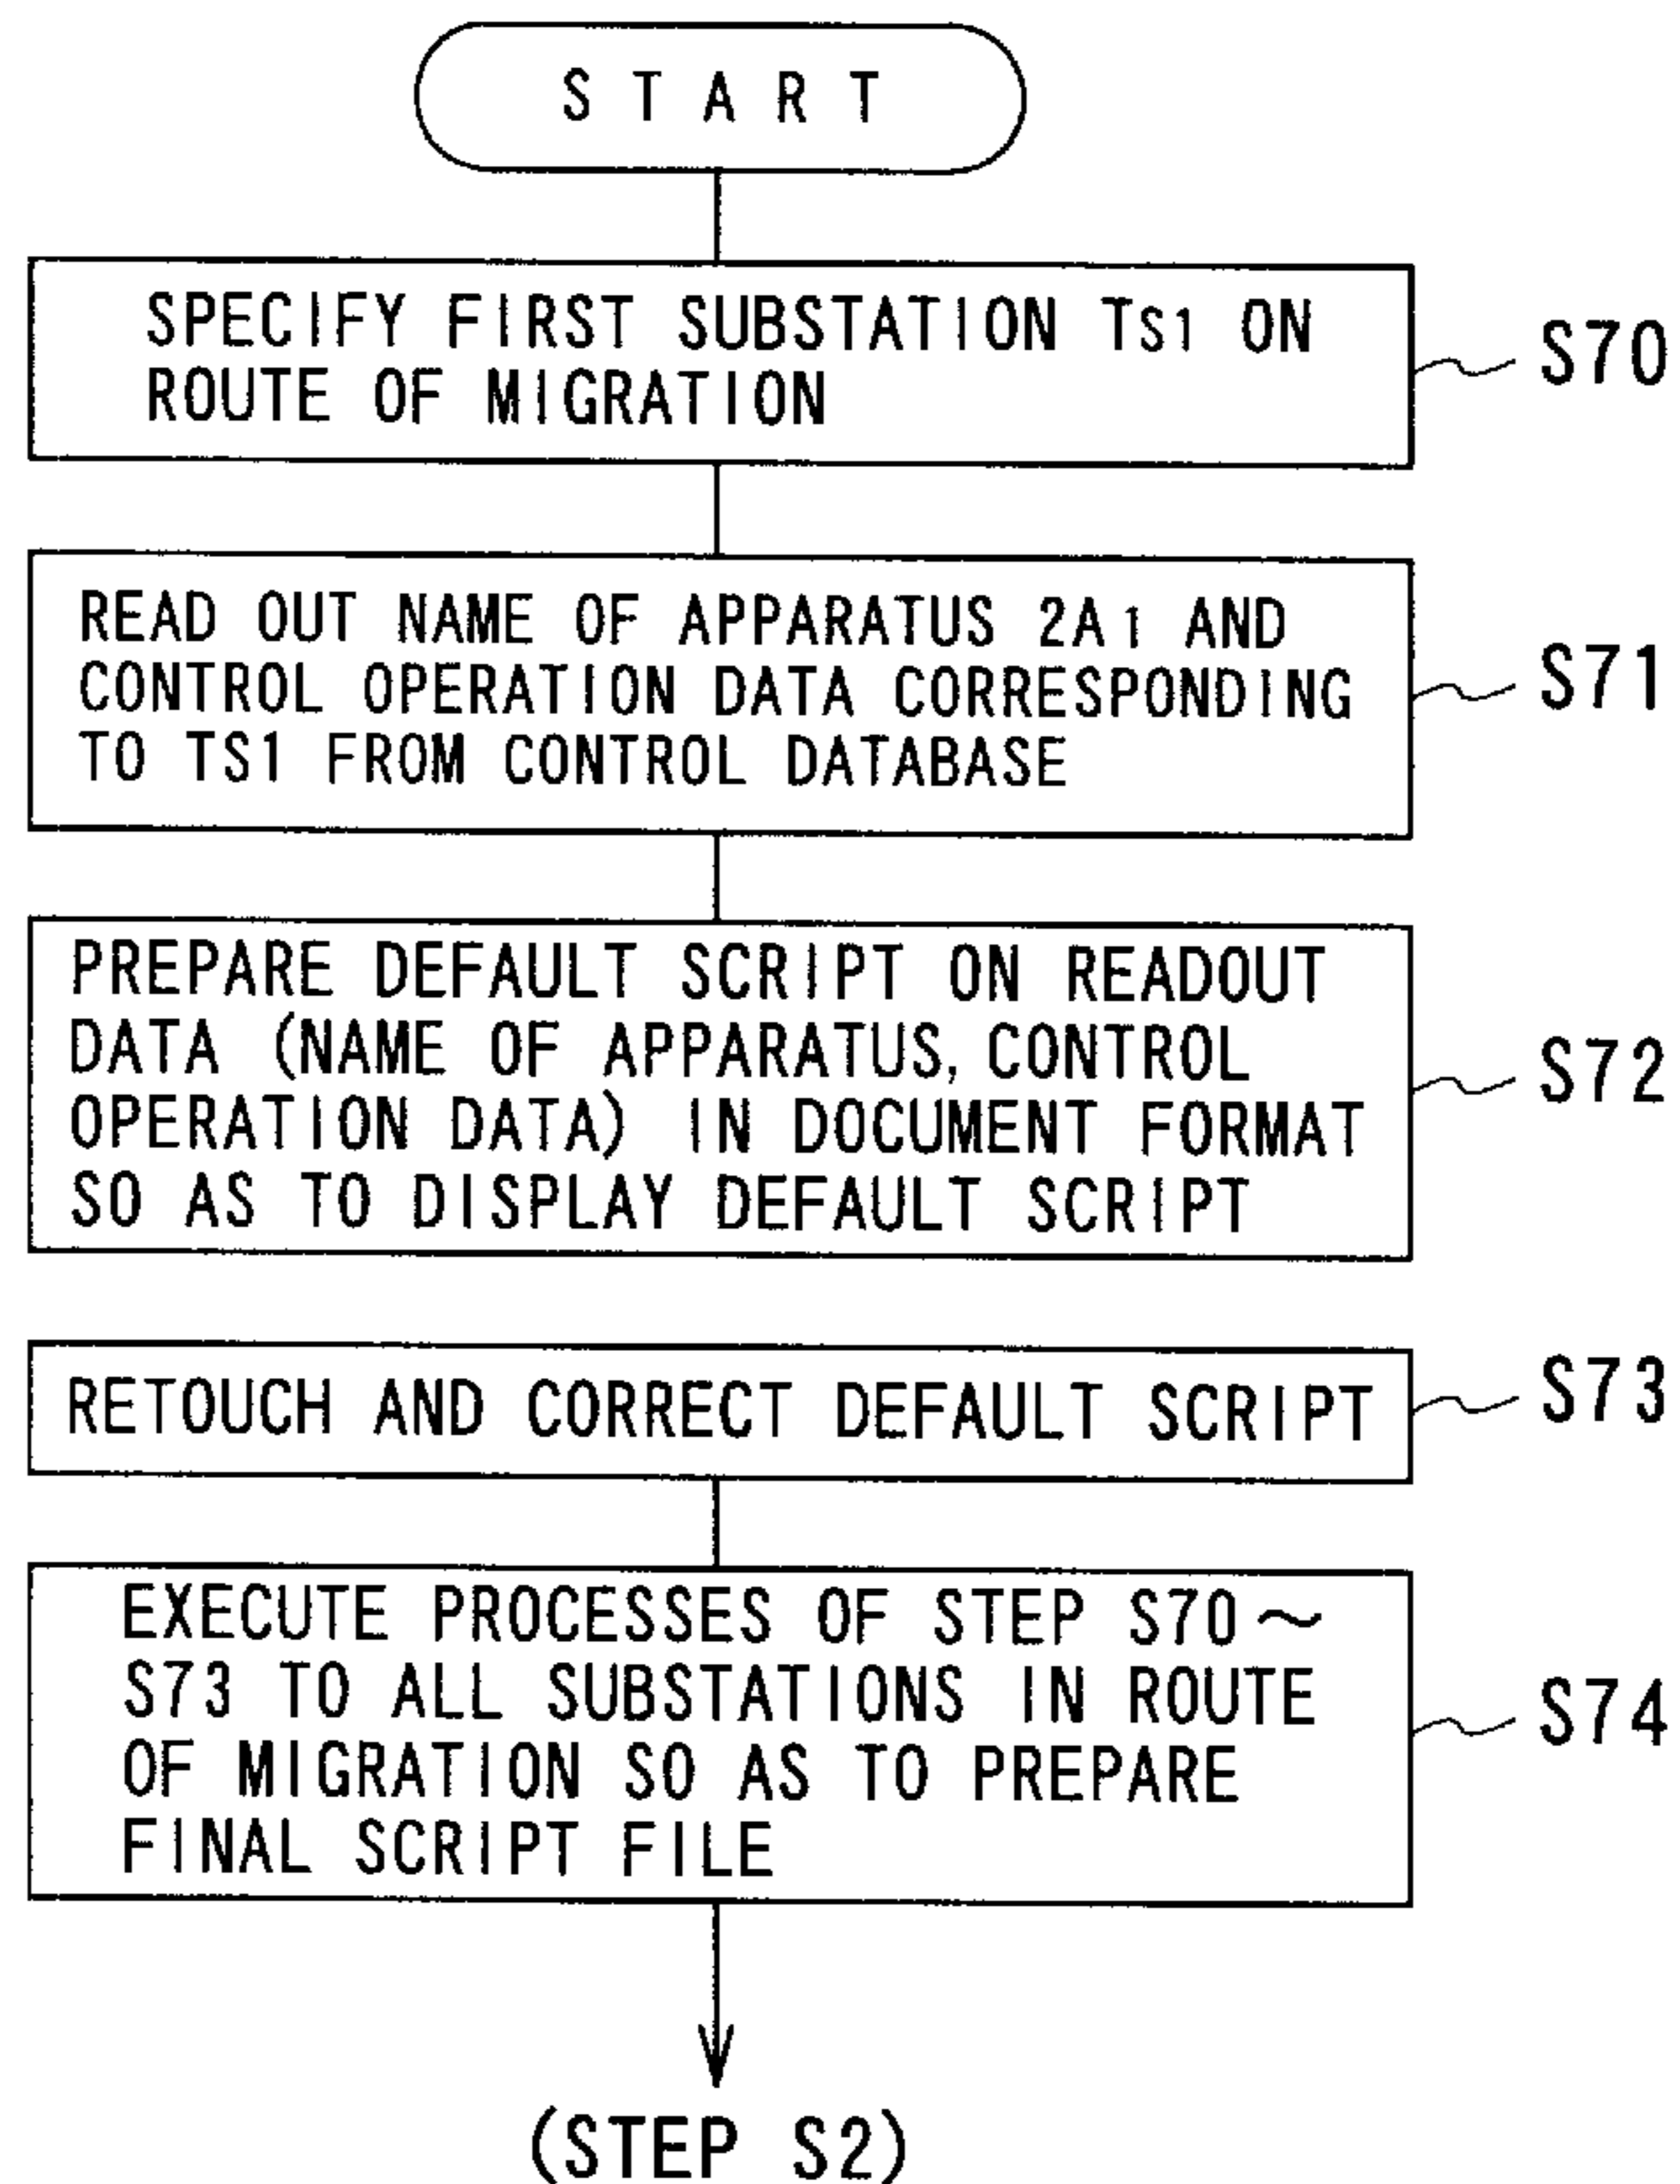 START
SPECIFY FIRST SUBSTATION TS1 ON
ROUTE OF MIGRATION
S70
READ OUT NAME OF APPARATUS 2A1 AND
CONTROL OPERATION DATA CORRESPONDING
TO TS1 FROM CONTROL DATABASE
S71
PREPARE DEFAULT SCRIPT ON READOUT
DATA (NAME OF APPARATUS, CONTROL
OPERATION DATA) IN DOCUMENT FORMAT
SO AS TO DISPLAY DEFAULT SCRIPT
S72
RETOUCH AND CORRECT DEFAULT SCRIPT
S73
EXECUTE PROCESSES OF STEP S70~
S73 TO ALL SUBSTATIONS IN ROUTE
OF MIGRATION SO AS TO PREPARE
FINAL SCRIPT FILE
S74
(STEP S2)